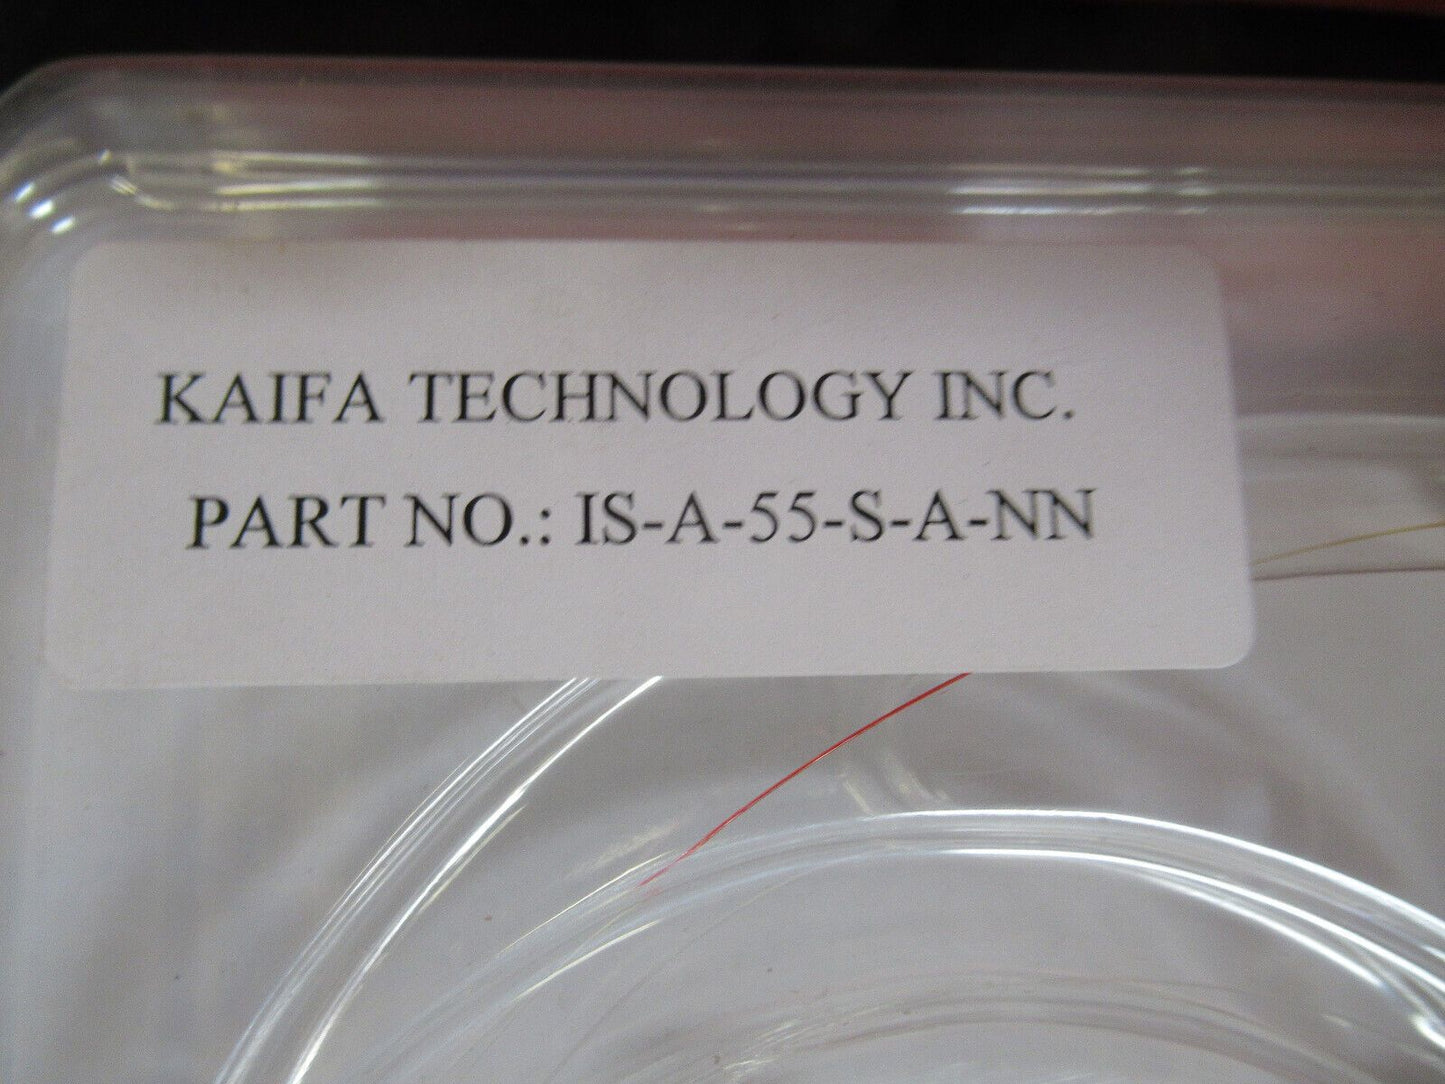 KAIFA TECHNOLOGY INC.
PART NO.: IS-A-55-S-A-NN